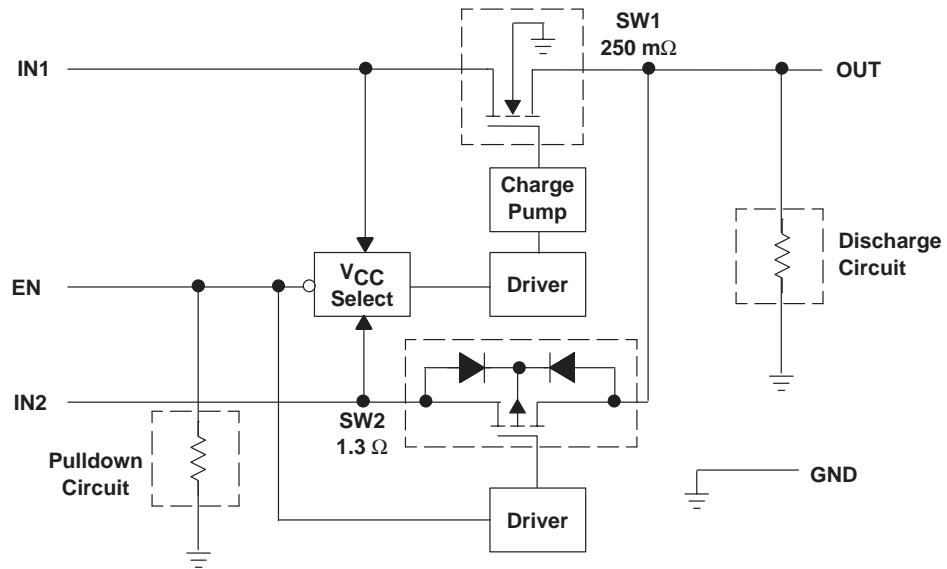 SW1
250 mΩ
IN1
OUT
Charge
Pump
Discharge
Circuit
VCC
Select
Driver
EN
IN2
SW2
1.3 Ω
Pulldown
Circuit
GND
Driver